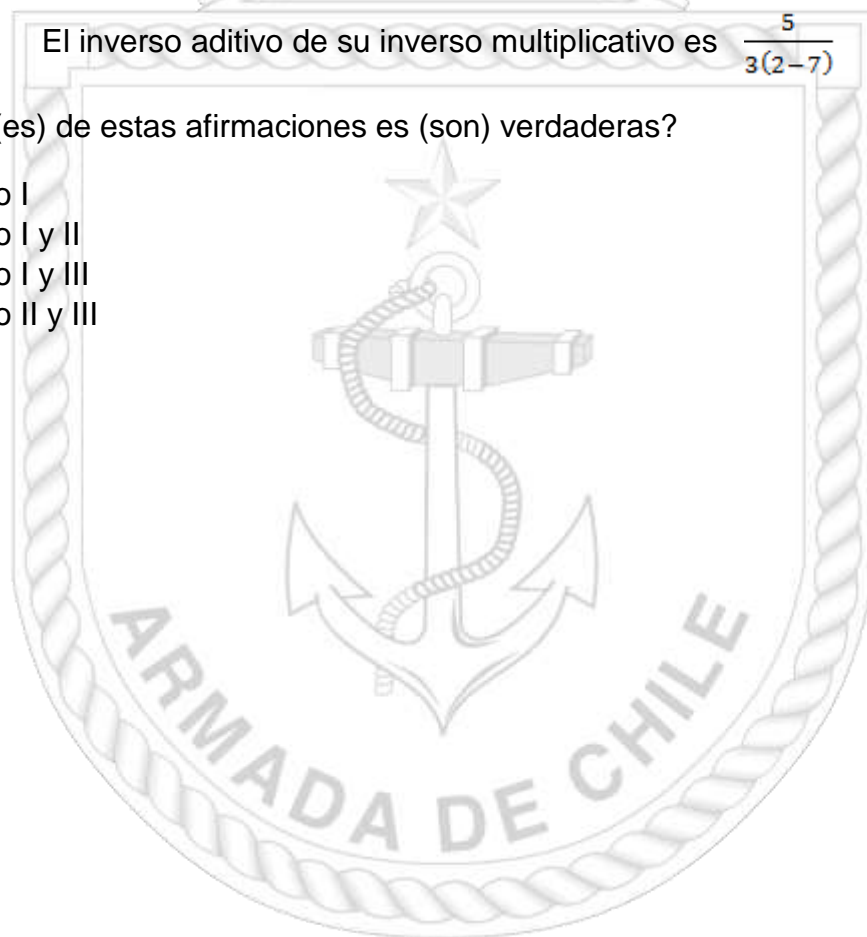 El inverso aditivo de su inverso multiplicativo es 5/3(2−7)
(es) de estas afirmaciones es (son) verdaderas?
o I
o I y II
o I y III
o II y III
ARMADA DE CHILE